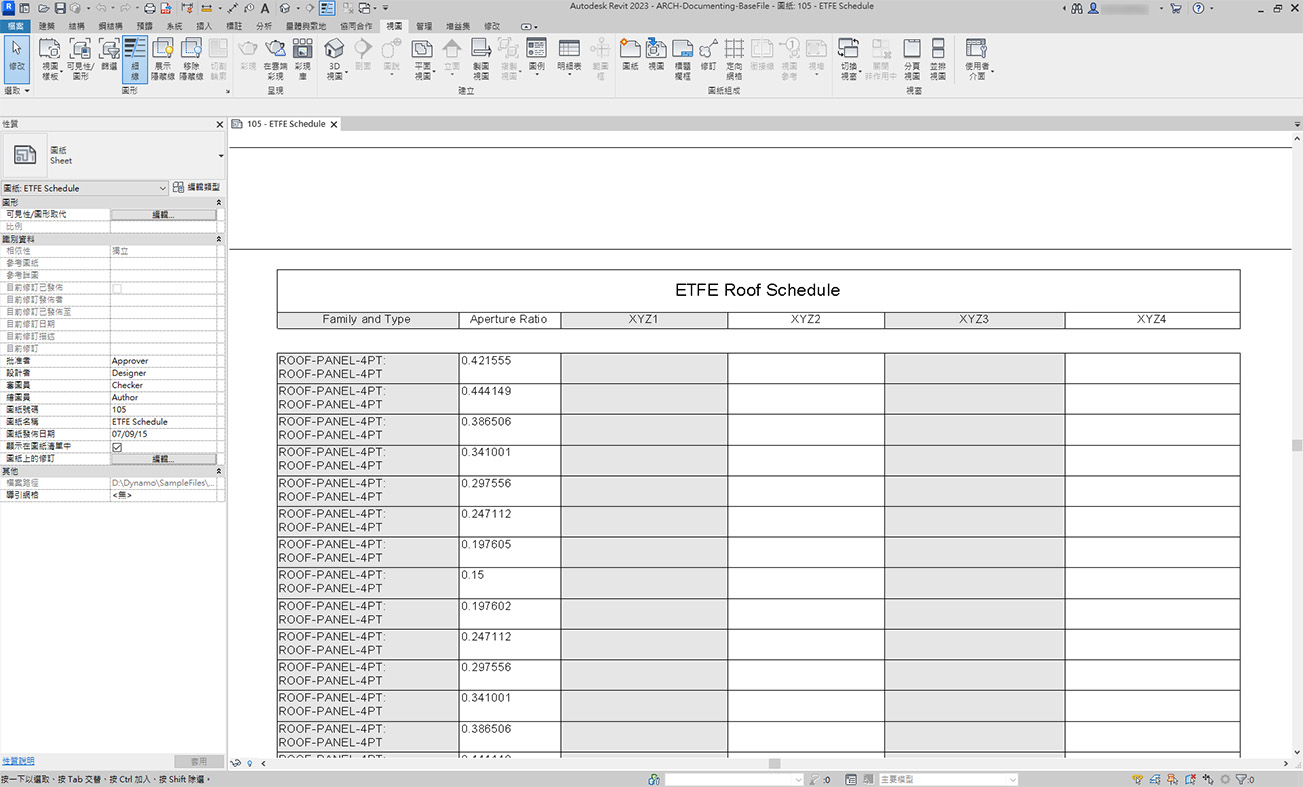 Autodesk Revit 2023 - ARCH-Documenting-BaseFile - 圖紙: 105 - ETFE Schedule
檔案 建築 結構 鋼結構 預鑄 系統 插入 標註 分析 量體與敷地 協同合作 視圖 管理 增益集 修改
修改
視圖
樣板
可見性/
圖形
篩選
細
線
展示
隱藏線
移除
隱藏線
切割
輪廓
彩現
在雲端
彩現
彩現
庫
3D
視圖
剖面
圖說
平面
視圖
立面
製圖
視圖
複製
視圖
圖例
明細表
範圍
框
圖紙
視圖
標題
欄框
修訂
定向
網格
銜接線
視圖
參考
視埠
切換
視窗
關閉
非作用中
分頁
視圖
並排
視圖
使用者
介面
選取 圖形 呈現 建立 圖紙組成 視窗
性質
105 - ETFE Schedule
圖紙
Sheet
圖紙: ETFE Schedule
編輯類型
圖形
可見性/圖形取代 編輯...
比例
識別資料
相依性 獨立
參考圖紙
參考詳圖
目前修訂已發佈
目前修訂發佈者
目前修訂已發佈至
目前修訂日期
目前修訂描述
目前修訂
批准者 Approver
設計者 Designer
審圖員 Checker
繪圖員 Author
圖紙號碼 105
圖紙名稱 ETFE Schedule
圖紙發佈日期 07/09/15
顯示在圖紙清單中
圖紙上的修訂 編輯...
其他
檔案路徑 D:\Dynamo\SampleFiles\...
導引網格 <無>
ETFE Roof Schedule
Family and Type Aperture Ratio XYZ1 XYZ2 XYZ3 XYZ4
ROOF-PANEL-4PT: 0.421555
ROOF-PANEL-4PT
ROOF-PANEL-4PT: 0.444149
ROOF-PANEL-4PT
ROOF-PANEL-4PT: 0.386506
ROOF-PANEL-4PT
ROOF-PANEL-4PT: 0.341001
ROOF-PANEL-4PT
ROOF-PANEL-4PT: 0.297556
ROOF-PANEL-4PT
ROOF-PANEL-4PT: 0.247112
ROOF-PANEL-4PT
ROOF-PANEL-4PT: 0.197605
ROOF-PANEL-4PT
ROOF-PANEL-4PT: 0.15
ROOF-PANEL-4PT
ROOF-PANEL-4PT: 0.197602
ROOF-PANEL-4PT
ROOF-PANEL-4PT: 0.247112
ROOF-PANEL-4PT
ROOF-PANEL-4PT: 0.297556
ROOF-PANEL-4PT
ROOF-PANEL-4PT: 0.341001
ROOF-PANEL-4PT
ROOF-PANEL-4PT: 0.386506
ROOF-PANEL-4PT
性質說明 套用
按一下以選取、按 Tab 交替、按 Ctrl 加入、按 Shift 除選。
:0
主要模型
:0